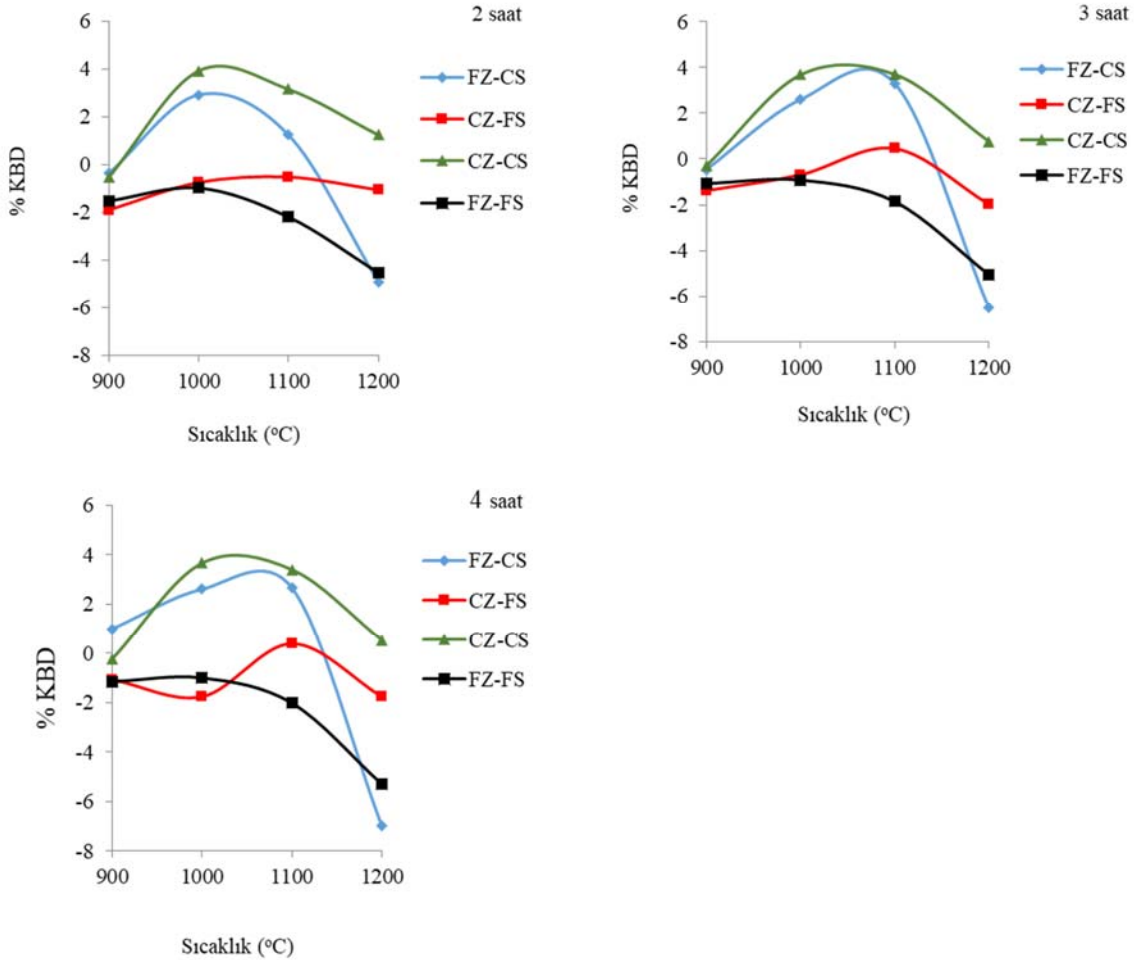 2 saat
% KBD
6
4
2
0
-2
-4
-6
-8
900 1000 1100 1200
Sıcaklık (ºC)
FZ-CS
CZ-FS
CZ-CS
FZ-FS
3 saat
% KBD
6
4
2
0
-2
-4
-6
-8
900 1000 1100 1200
Sıcaklık (ºC)
FZ-CS
CZ-FS
CZ-CS
FZ-FS
4 saat
% KBD
6
4
2
0
-2
-4
-6
-8
900 1000 1100 1200
Sıcaklık (ºC)
FZ-CS
CZ-FS
CZ-CS
FZ-FS